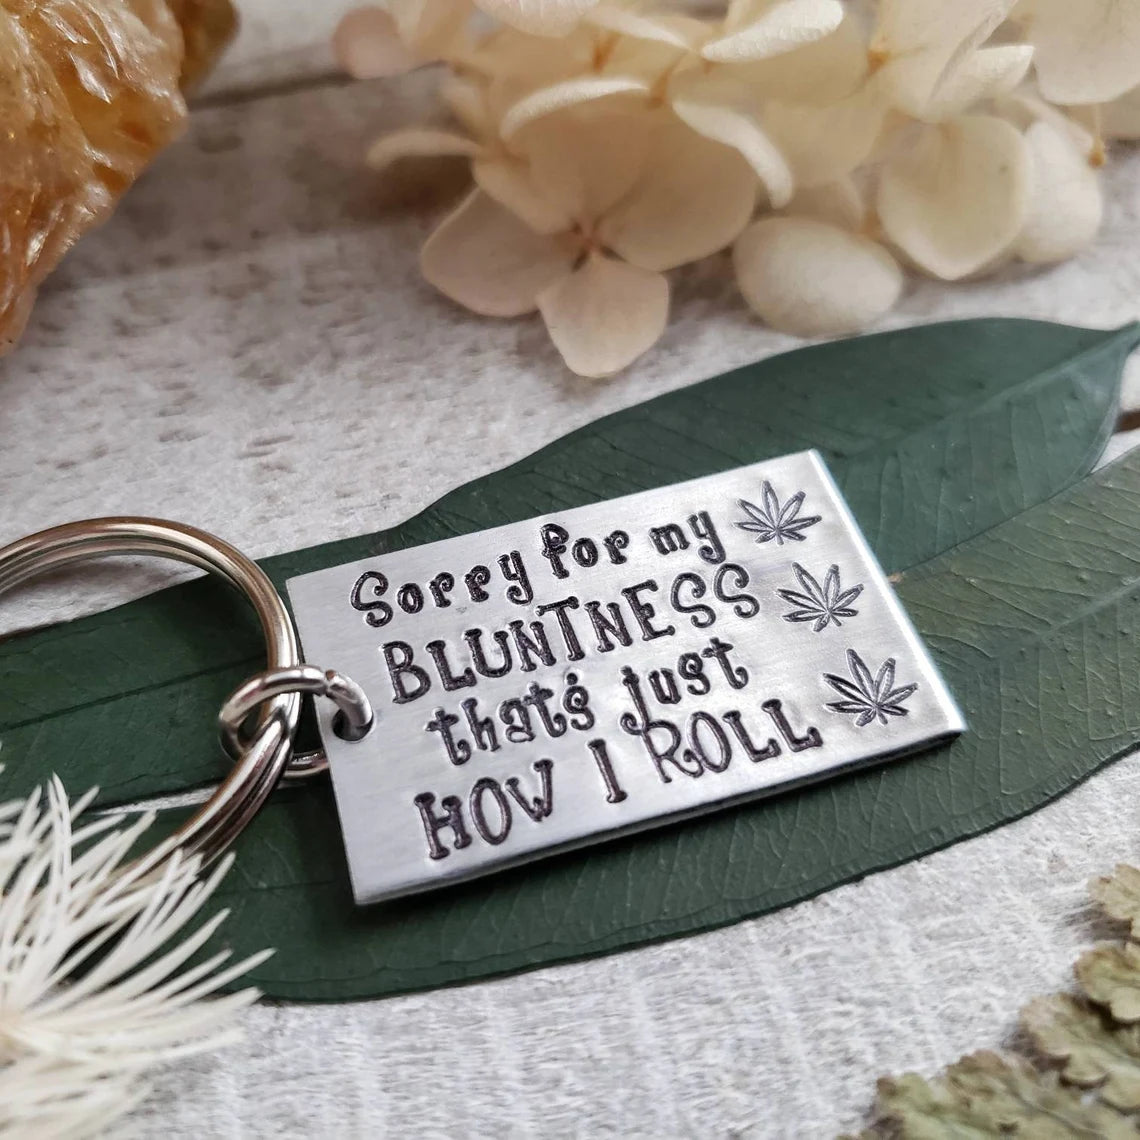 Sorry for my
BLUNTNESS
that's just
HOW I ROLL